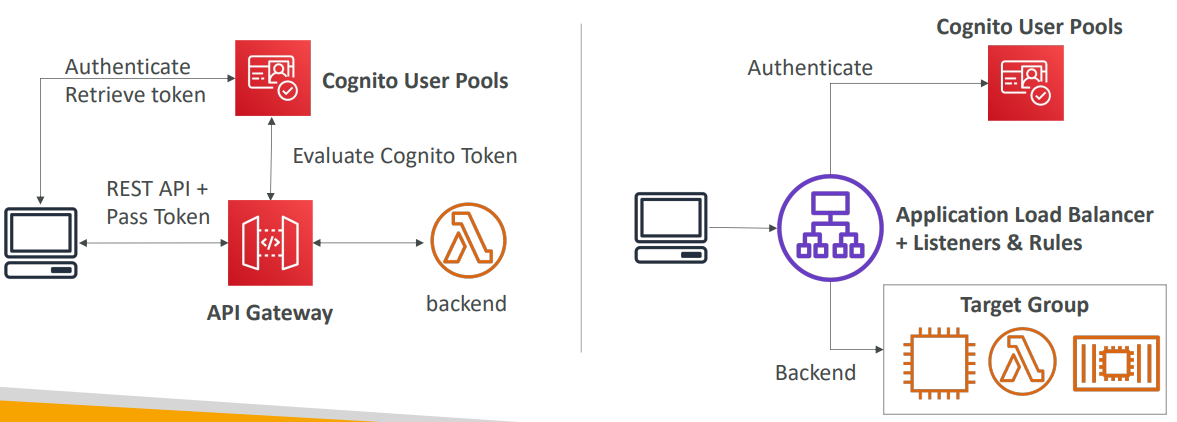 Authenticate
Retrieve token
Cognito User Pools
Evaluate Cognito Token
REST API +
Pass Token
</>
API Gateway
backend
Cognito User Pools
Authenticate
Application Load Balancer
+ Listeners & Rules
Target Group
Backend